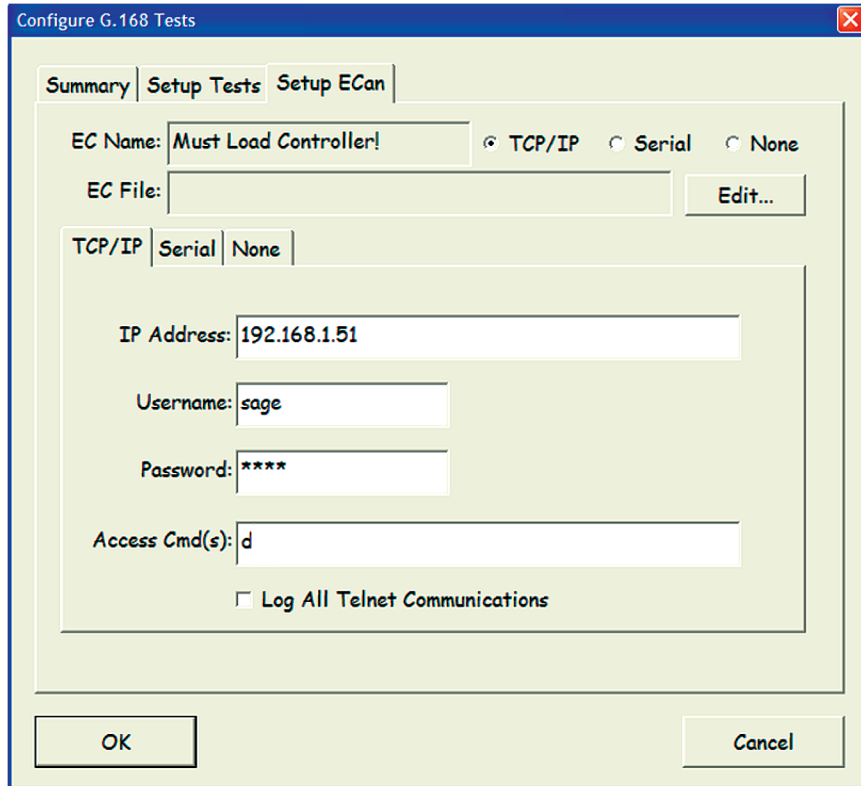 Configure G.168 Tests
Summary Setup Tests Setup ECan
EC Name: Must Load Controller! TCP/IP Serial None
EC File: Edit...
TCP/IP Serial None
IP Address: 192.168.1.51
Username: sage
Password: ****
Access Cmd(s): d
Log All Telnet Communications
OK Cancel